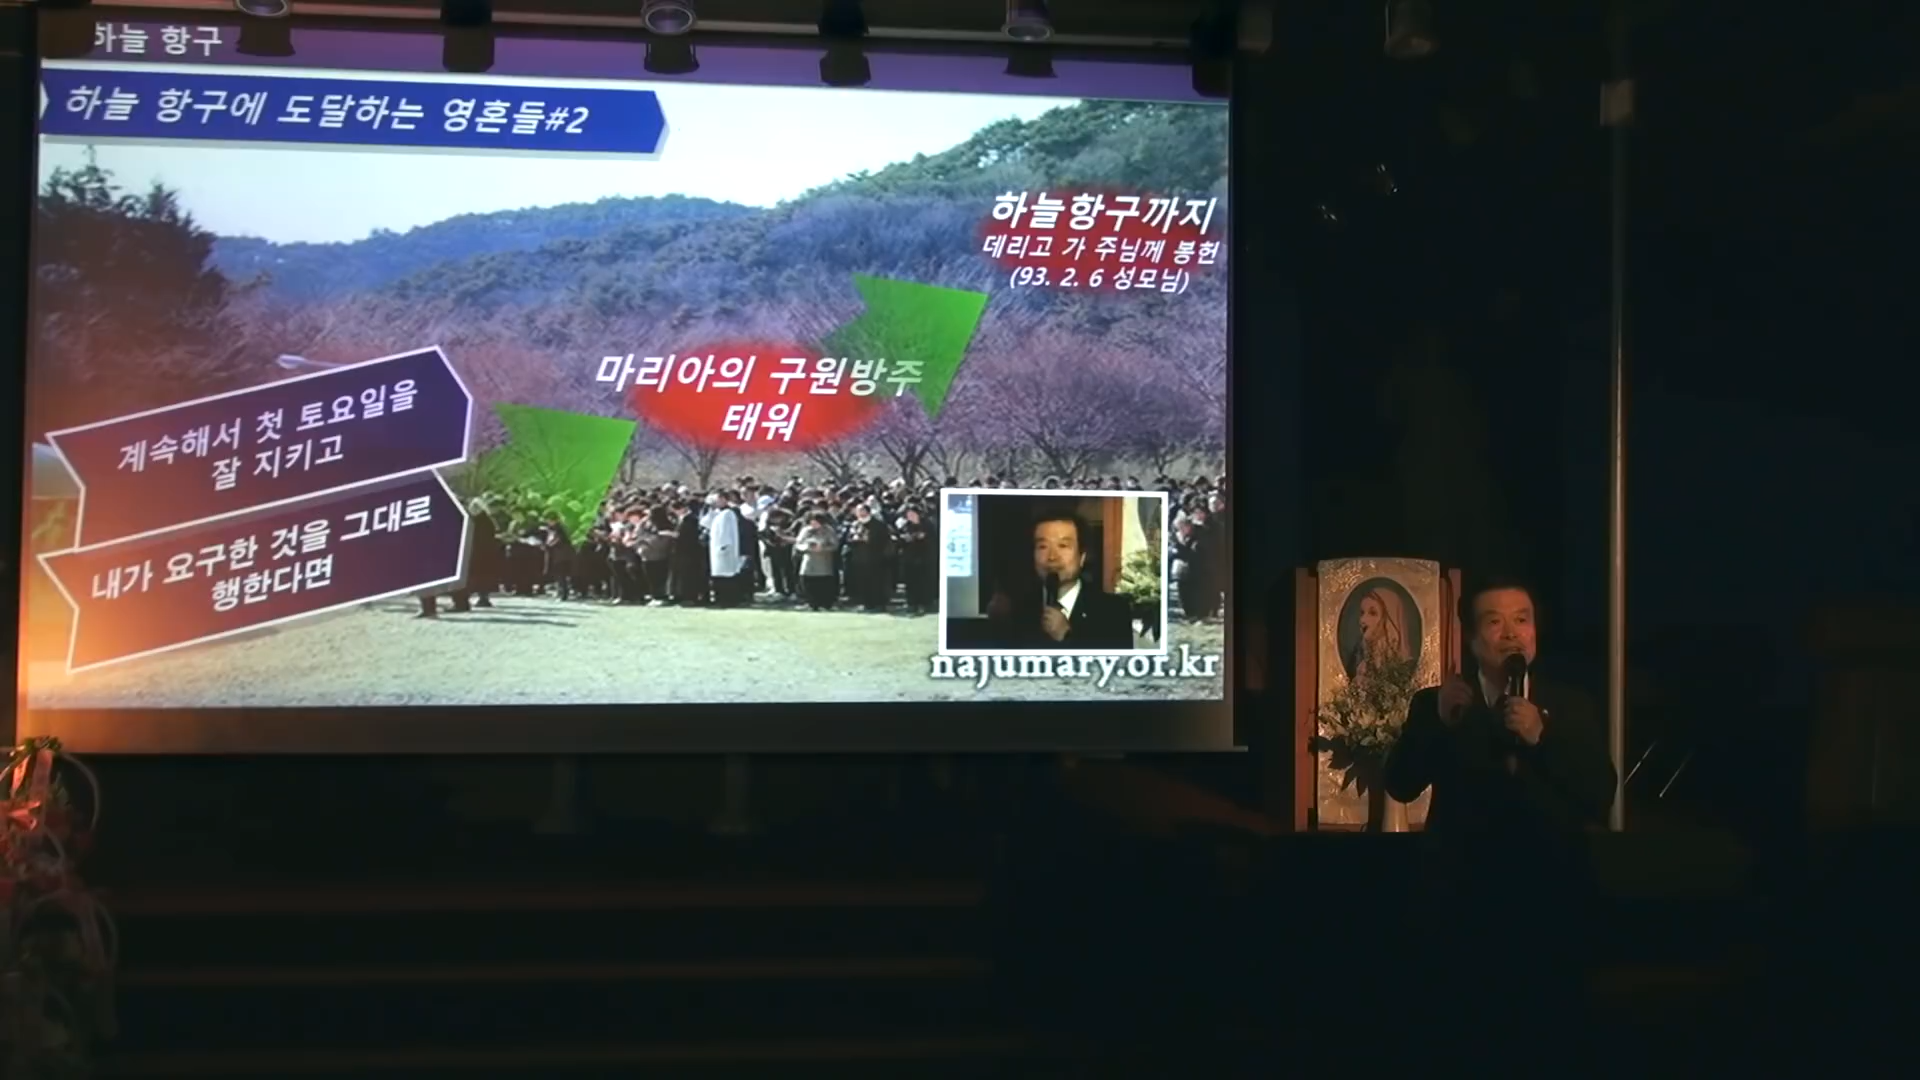 하늘 항구
하늘 항구에 도달하는 영혼들#2
하늘항구까지
데리고 가 주님께 봉헌
(93. 2. 6 성모님)
마리아의 구원방주
태워
계속해서 첫 토요일을
잘 지키고
내가 요구한 것을 그대로
행한다면
najumary.or.kr